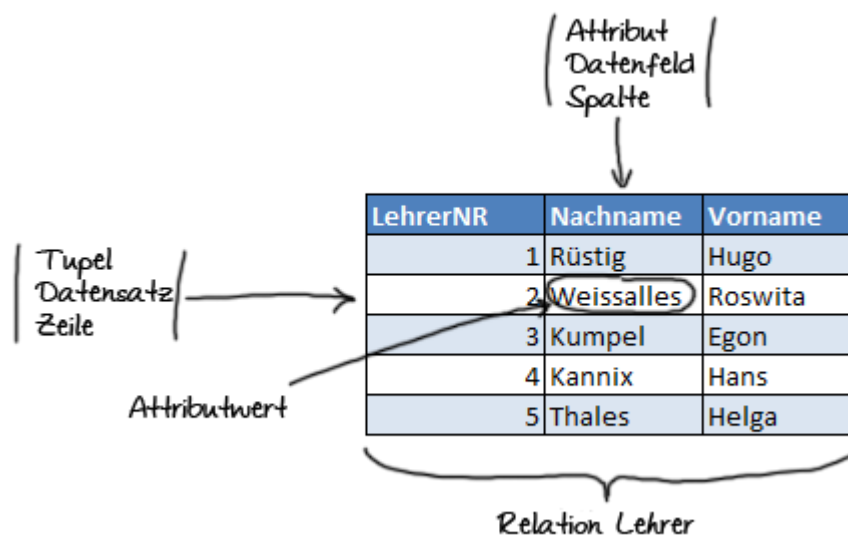 Attribut
Datenfeld
Spalte
LehrerNR Nachname Vorname
1 Rüstig Hugo
Tupel
Datensatz
Zeile
2 Weissalles Roswita
3 Kumpel Egon
4 Kannix Hans
Attributwert
5 Thales Helga
Relation Lehrer